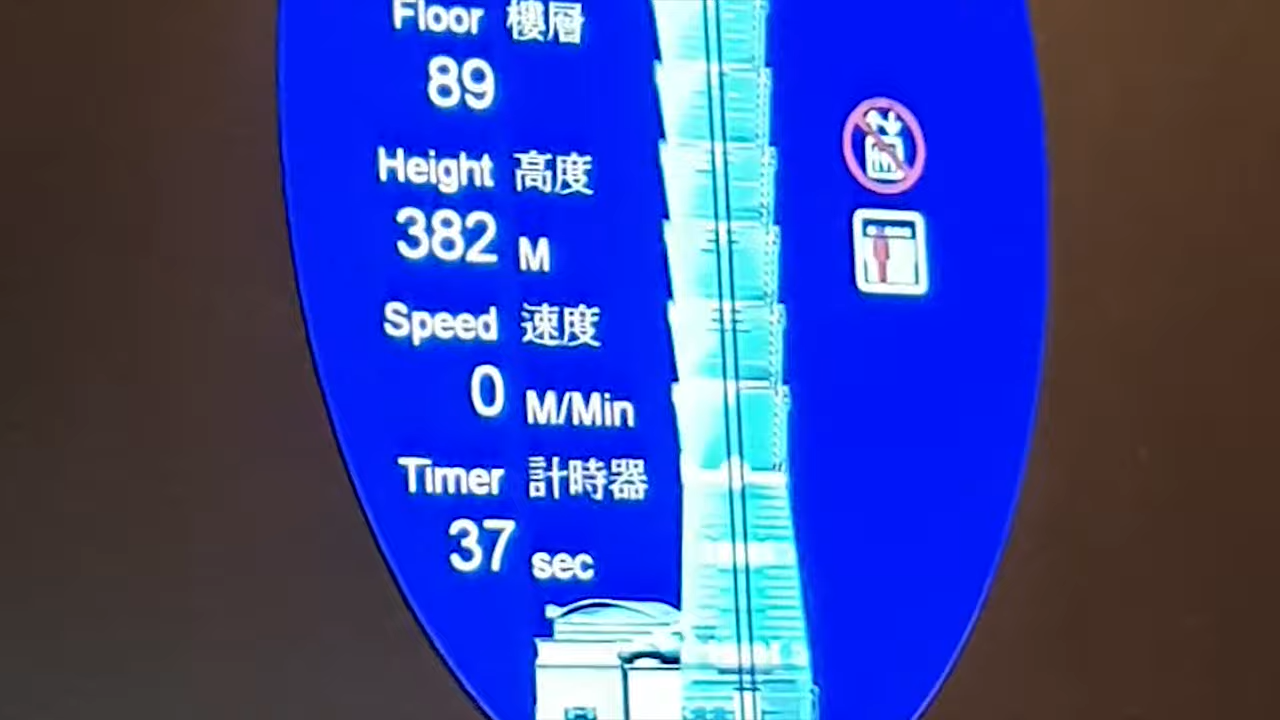 Floor 樓層
89
Height 高度
382 M
Speed 速度
0 M/Min
Timer 計時器
37 sec